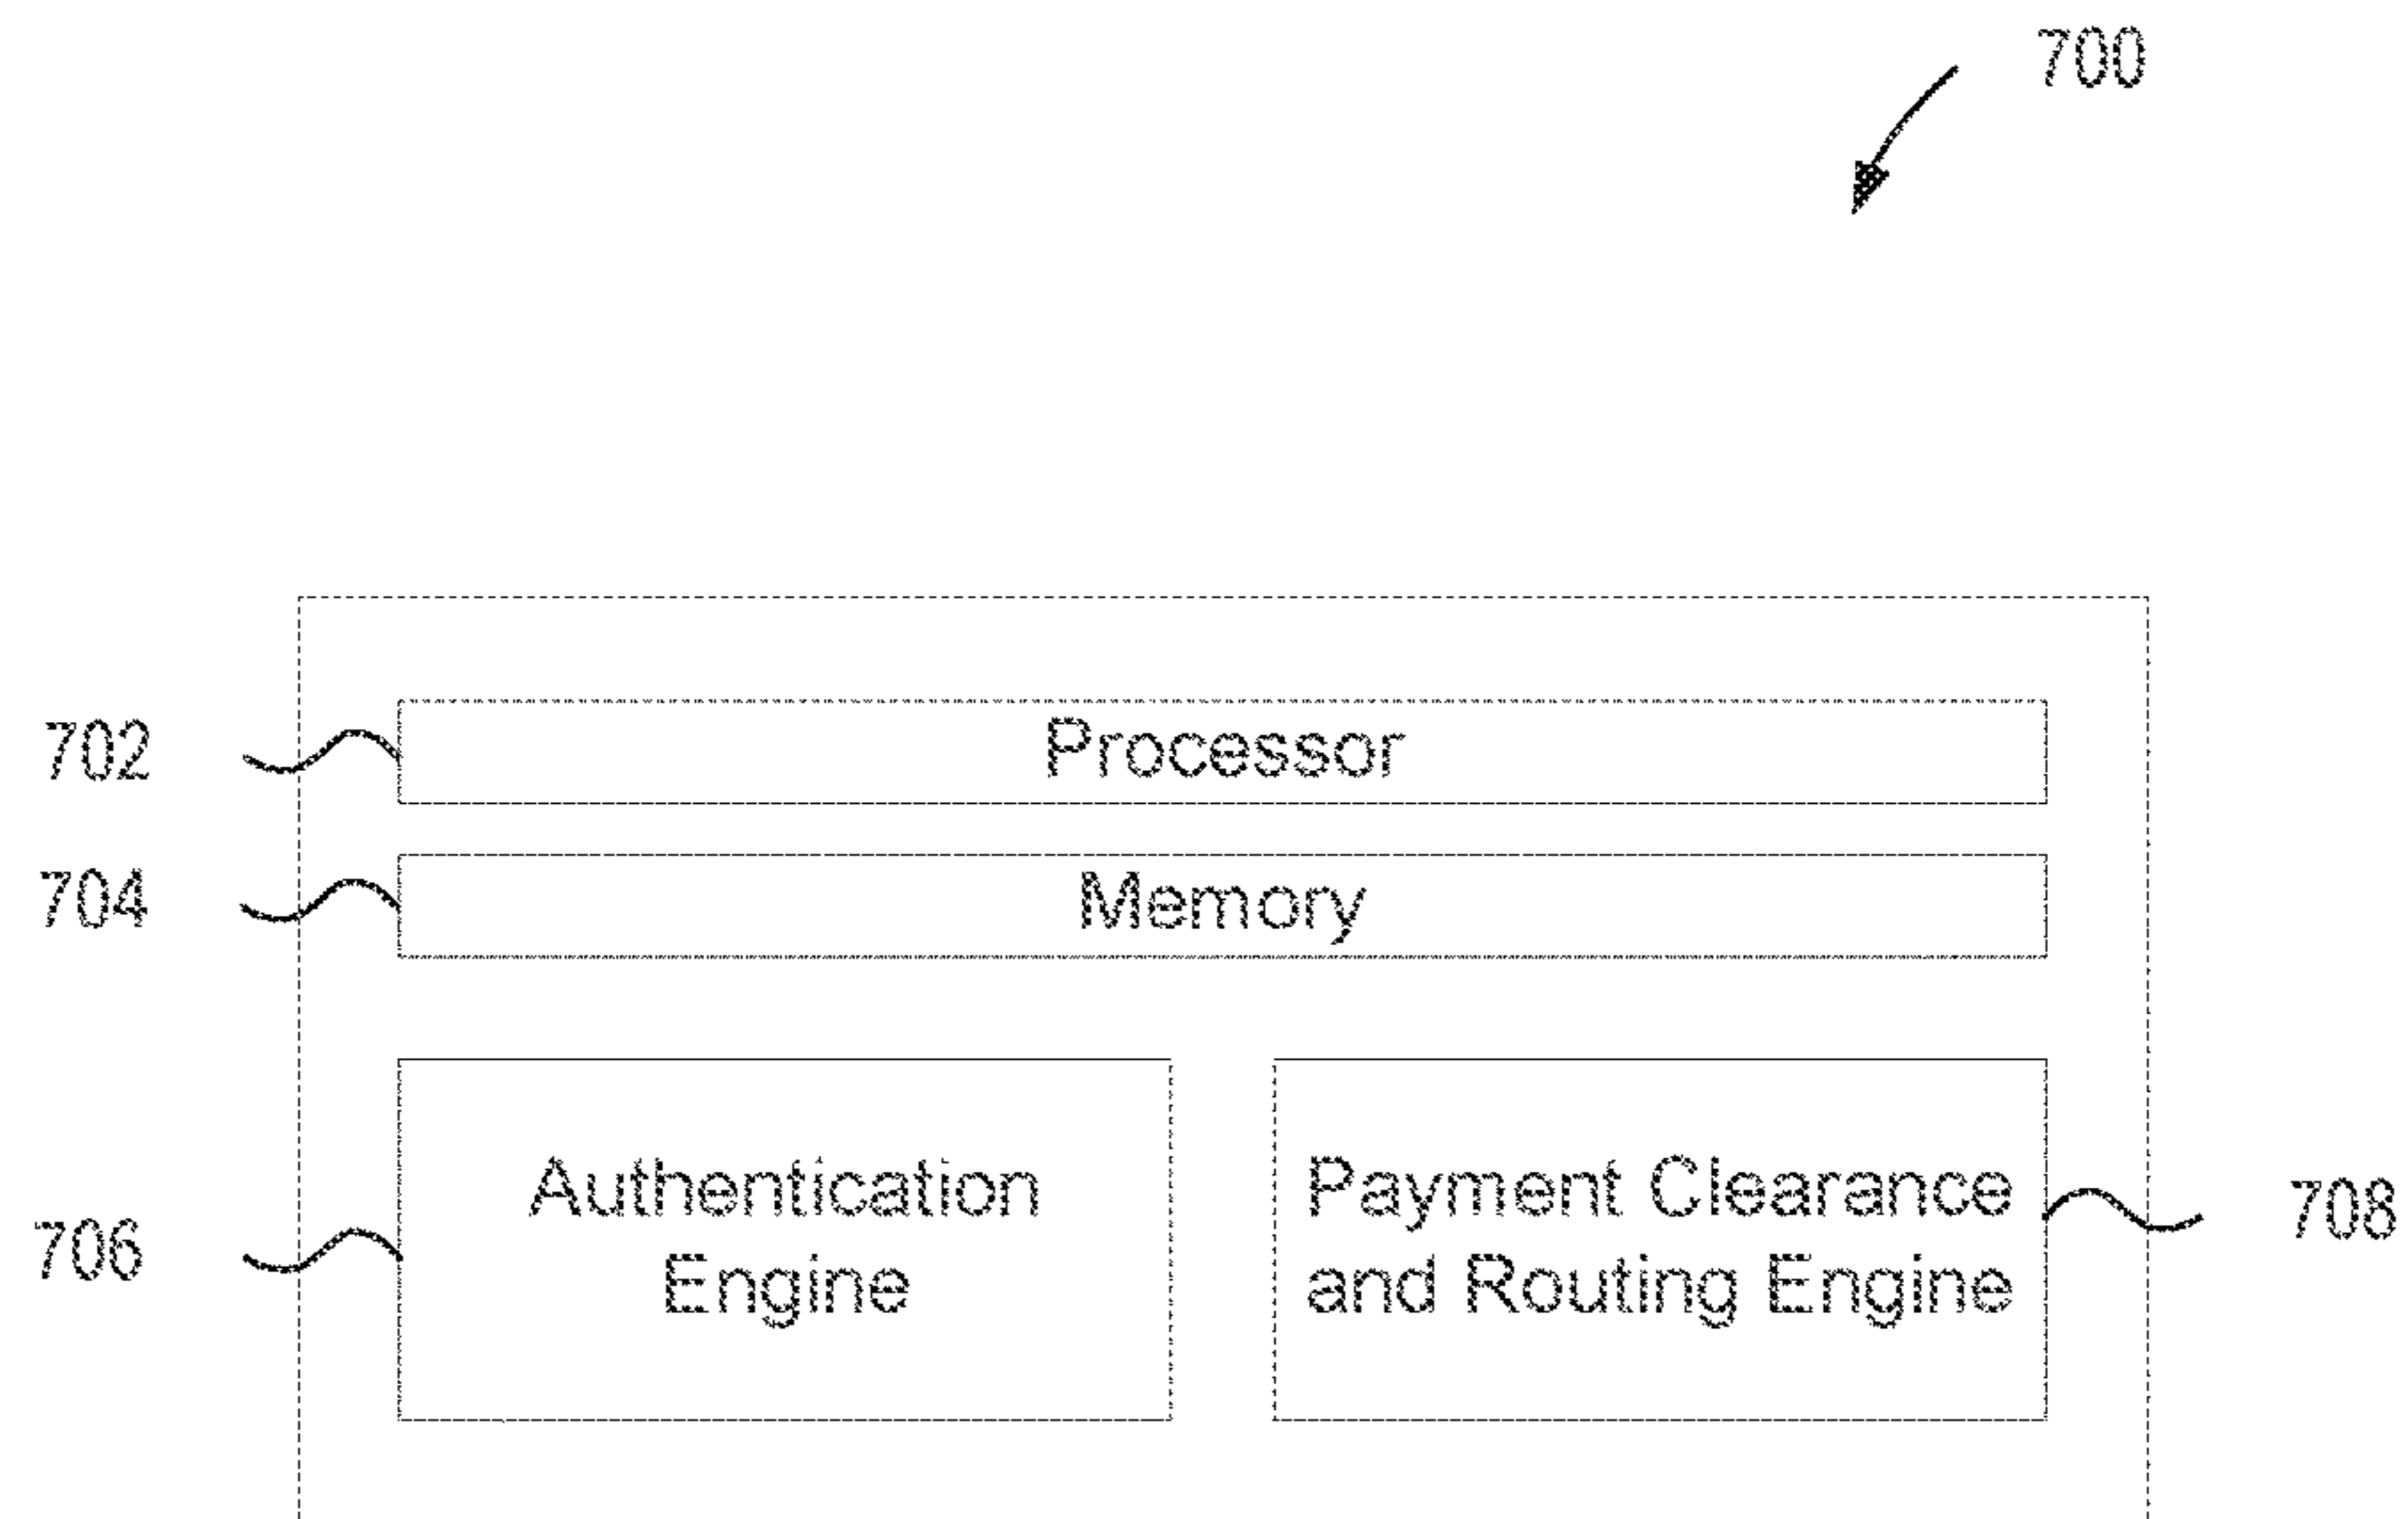 700
702
Processor
704
Memory
706
Authentication
Engine
Payment Clearance
and Routing Engine
708